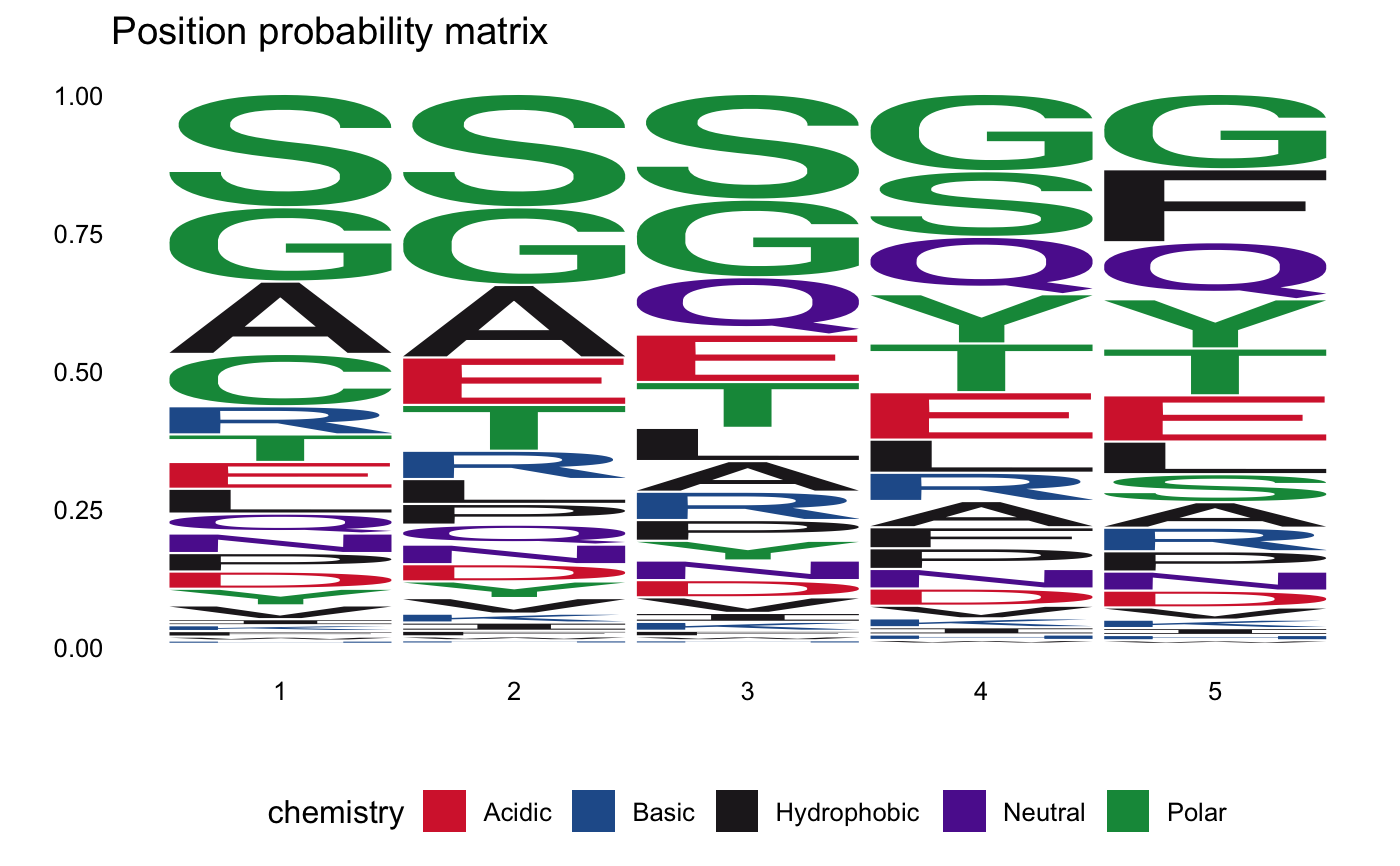 Position probability matrix
1.00
0.75
0.50
0.25
0.00
S
G
A
C
R
T
E
L
Q
N
P
D
Y
V
I
K
F
S
G
A
E
T
R
L
P
Q
N
D
Y
V
K
I
F
S
G
Q
E
T
L
A
R
P
Y
N
D
V
I
K
F
G
S
Q
Y
T
E
L
R
A
F
P
N
D
V
K
I
G
F
Q
Y
T
E
L
S
A
R
P
N
D
V
K
I
1 2 3 4 5
chemistry Acidic Basic Hydrophobic Neutral Polar